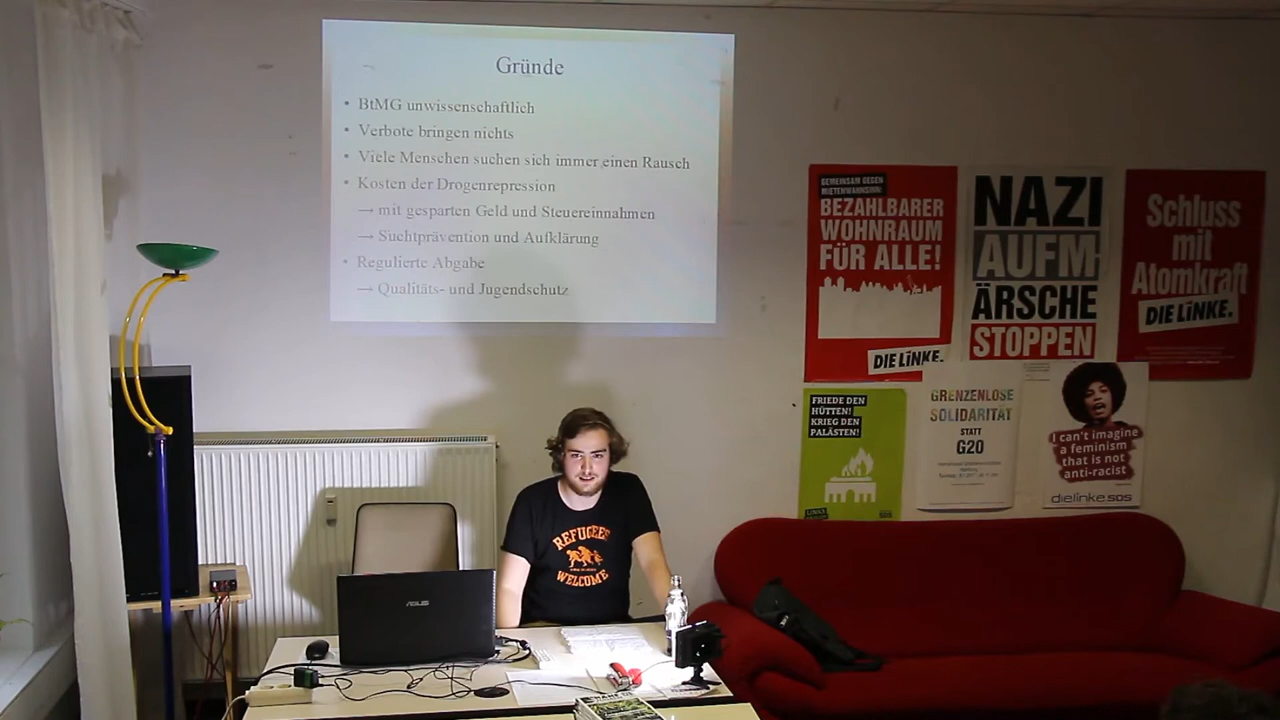 Gründe
• BtMG unwissenschaftlich
• Verbote bringen nichts
• Viele Menschen suchen sich immer einen Rausch
• Kosten der Drogenrepression
→ mit gesparten Geld und Steuereinnahmen
→ Suchtprävention und Aufklärung
• Regulierte Abgabe
→ Qualitäts- und Jugendschutz
GEMEINSAM GEGEN
MIETENWAHNSINN:
BEZAHLBARER
WOHNRAUM
FÜR ALLE!
DIE LINKE.
NAZI
AUFM
ÄRSCHE
STOPPEN
Schluss
mit
Atomkraft
DIE LINKE.
FRIEDE DEN
HÜTTEN!
KRIEG DEN
PALÄSTEN!
SDS
GRENZENLOSE
SOLIDARITÄT
STATT
G20
I can't imagine
a feminism
that is not
anti-racist
dielinke.sds
REFUGEES
WELCOME
ASUS